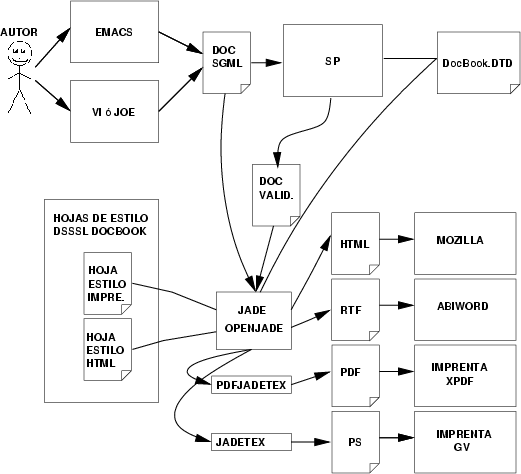 AUTOR
EMACS
VI ó JOE
DOC
SGML
SP
DocBook.DTD
DOC
VALID.
HOJAS DE ESTILO
DSSSL DOCBOOK
HOJA
ESTILO
IMPRE.
HOJA
ESTILO
HTML
JADE
OPENJADE
HTML
MOZILLA
RTF
ABIWORD
PDFJADETEX
PDF
IMPRENTA
XPDF
JADETEX
PS
IMPRENTA
GV